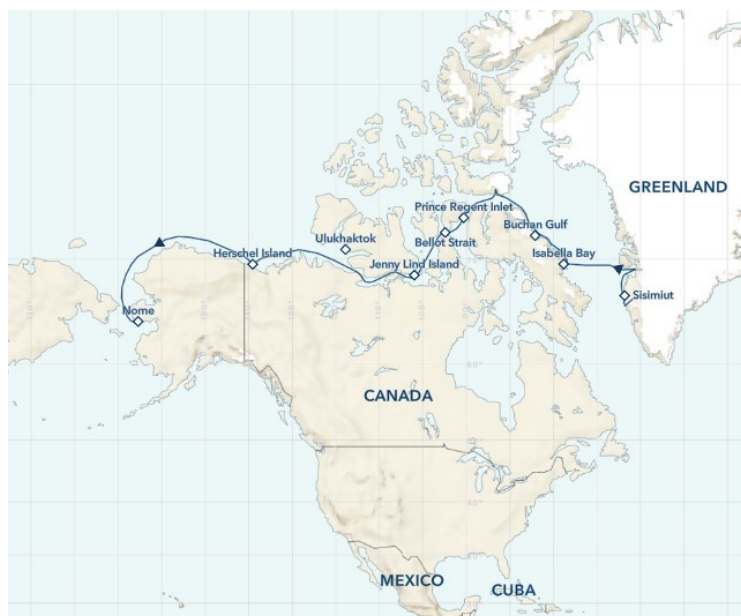 GREENLAND
Prince Regent Inlet
Buchan Gulf
Ulukhaktok
Bellot Strait
Herschel Island
Isabella Bay
Jenny Lind Island
Sisimiut
Nome
CANADA
MEXICO
CUBA